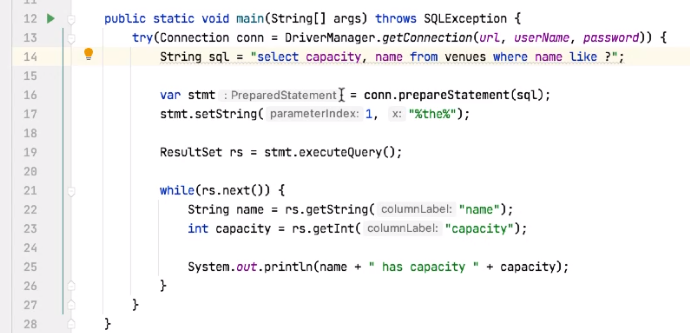 12 public static void main(String[] args) throws SQLException {
13 try(Connection conn = DriverManager.getConnection(url, userName, password)) {
14 String sql = "select capacity, name from venues where name like ?";
15
16 var stmt : PreparedStatement = conn.prepareStatement(sql);
17 stmt.setString( parameterIndex: 1, x: "%the%");
18
19 ResultSet rs = stmt.executeQuery();
20
21 while(rs.next()) {
22 String name = rs.getString( columnLabel: "name");
23 int capacity = rs.getInt( columnLabel: "capacity");
24
25 System.out.println(name + " has capacity " + capacity);
26 }
27 }
28 }